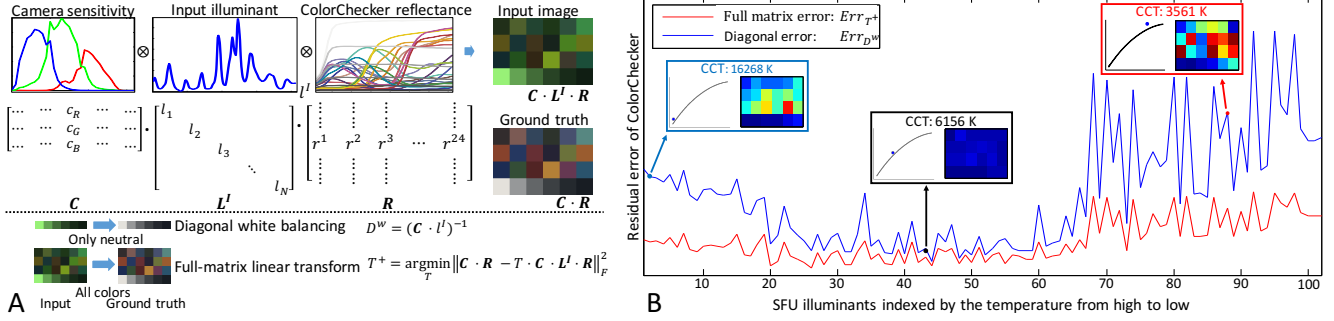 Camera sensitivity
Input illuminant
ColorChecker reflectance
Input image
⊗
⊗
l^I
C · L^I · R
[⋯ ⋯ c_R ⋯ ⋯
⋯ ⋯ c_G ⋯ ⋯
⋯ ⋯ c_B ⋯ ⋯]
·
[l_1
l_2
l_3
⋱
l_N]
·
[⋮ ⋮ ⋮ ⋮
r^1 r^2 r^3 ⋯ r^24
⋮ ⋮ ⋮ ⋮]
Ground truth
C · R
C
L^I
R
Only neutral
Diagonal white balancing
D^w = (C · l^I)^−1
All colors
Full-matrix linear transform
T^+ = argmin_T ‖C · R − T · C · L^I · R‖_F^2
Input
Ground truth
A
Residual error of ColorChecker
Full matrix error: Err_{T^+}
Diagonal error: Err_{D^w}
CCT: 16268 K
CCT: 6156 K
CCT: 3561 K
10 20 30 40 50 60 70 80 90 100
SFU illuminants indexed by the temperature from high to low
B